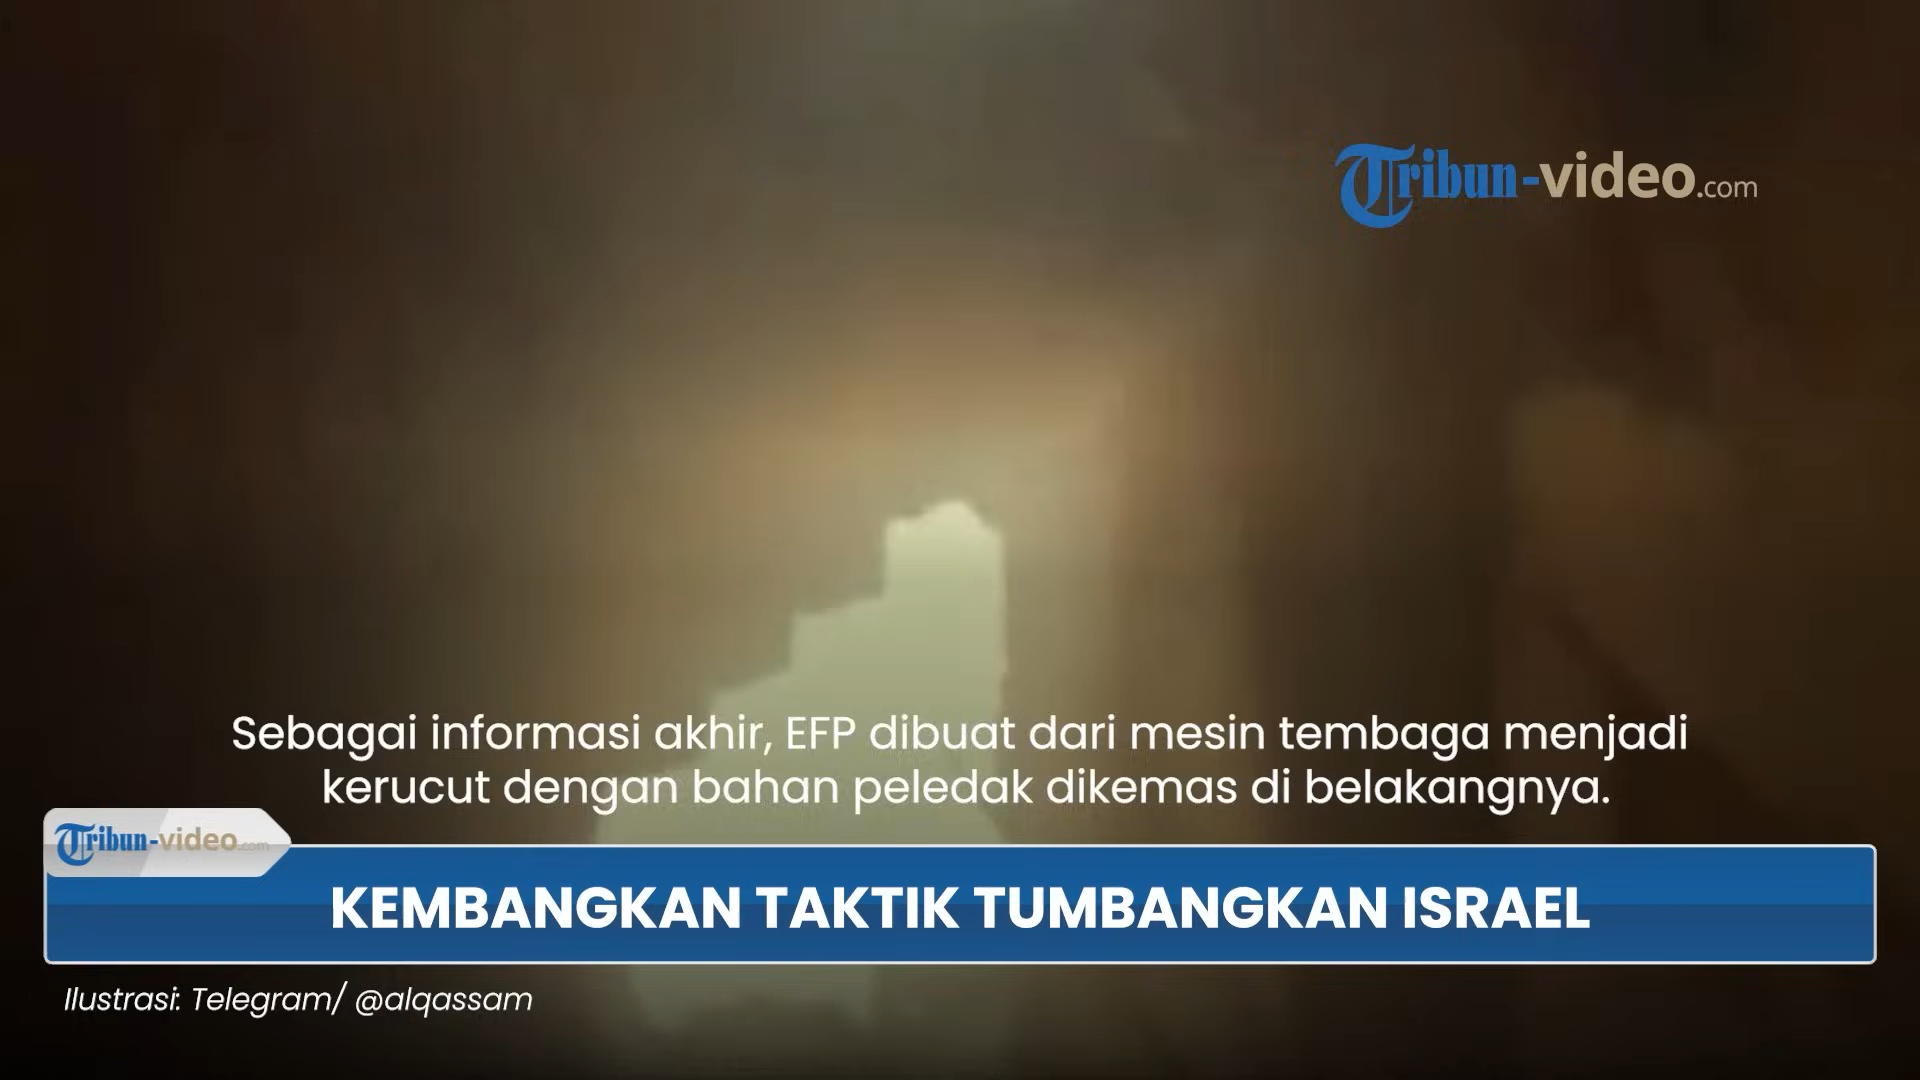 Tribun-video.com
Sebagai informasi akhir, EFP dibuat dari mesin tembaga menjadi
kerucut dengan bahan peledak dikemas di belakangnya.
Tribun-video.com
KEMBANGKAN TAKTIK TUMBANGKAN ISRAEL
Ilustrasi: Telegram/ @alqassam